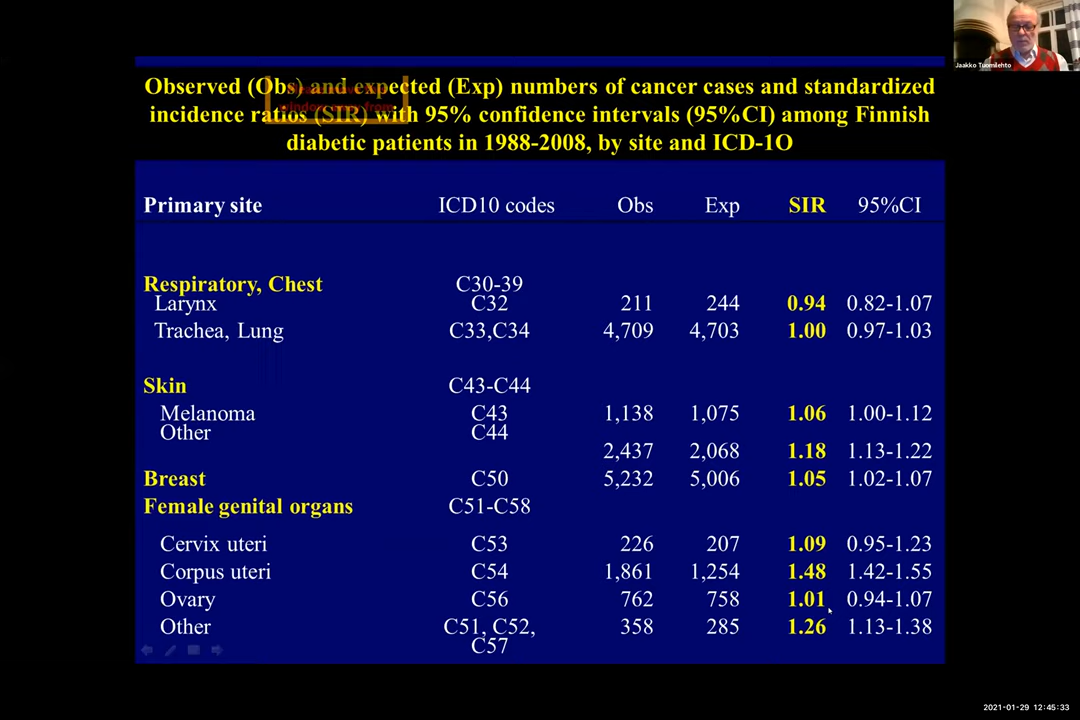 Jaakko Tuomilehto
Observed (Obs) and expected (Exp) numbers of cancer cases and standardized
incidence ratios (SIR) with 95% confidence intervals (95%CI) among Finnish
diabetic patients in 1988-2008, by site and ICD-1O
Primary site ICD10 codes Obs Exp SIR 95%CI
Respiratory, Chest C30-39
Larynx C32 211 244 0.94 0.82-1.07
Trachea, Lung C33,C34 4,709 4,703 1.00 0.97-1.03
Skin C43-C44
Melanoma C43 1,138 1,075 1.06 1.00-1.12
Other C44
2,437 2,068 1.18 1.13-1.22
Breast C50 5,232 5,006 1.05 1.02-1.07
Female genital organs C51-C58
Cervix uteri C53 226 207 1.09 0.95-1.23
Corpus uteri C54 1,861 1,254 1.48 1.42-1.55
Ovary C56 762 758 1.01 0.94-1.07
Other C51, C52, 358 285 1.26 1.13-1.38
C57
2021-01-29 12:45:33